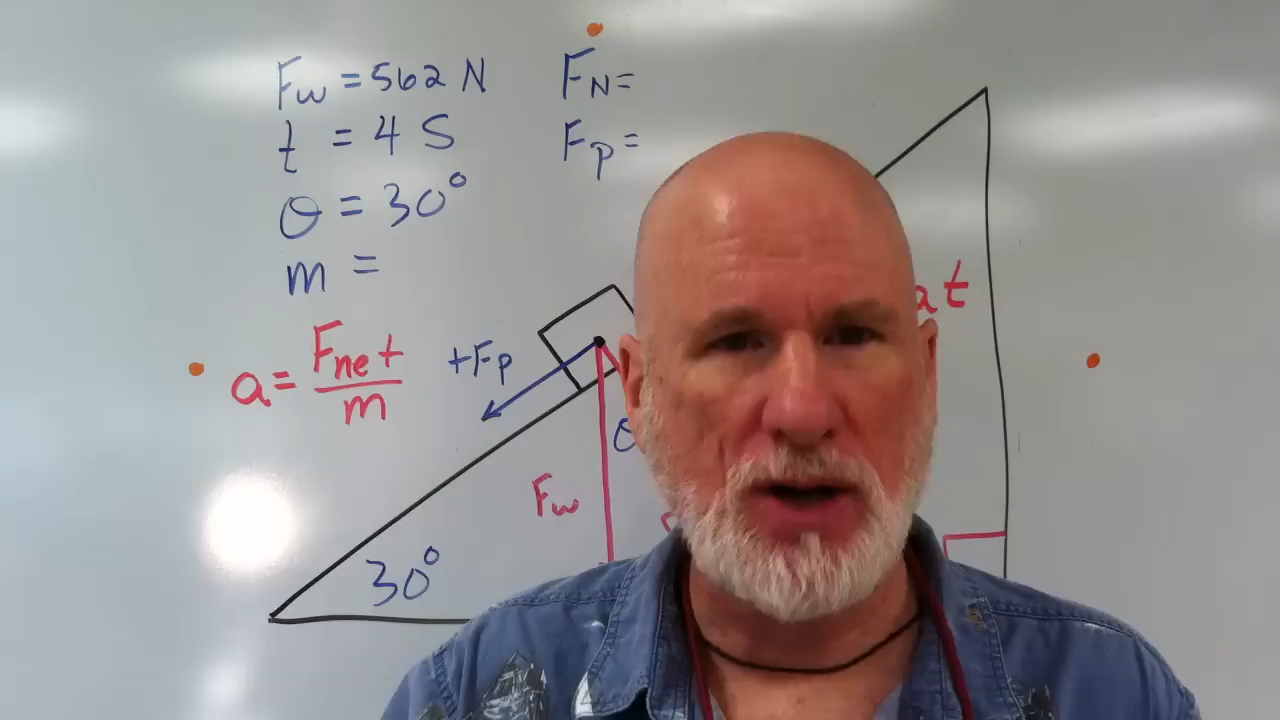 Fw = 562 N
t = 4 S
θ = 30°
m =
FN=
Fp=
a = Fnet / m
+Fp
at
θ
Fw
30°